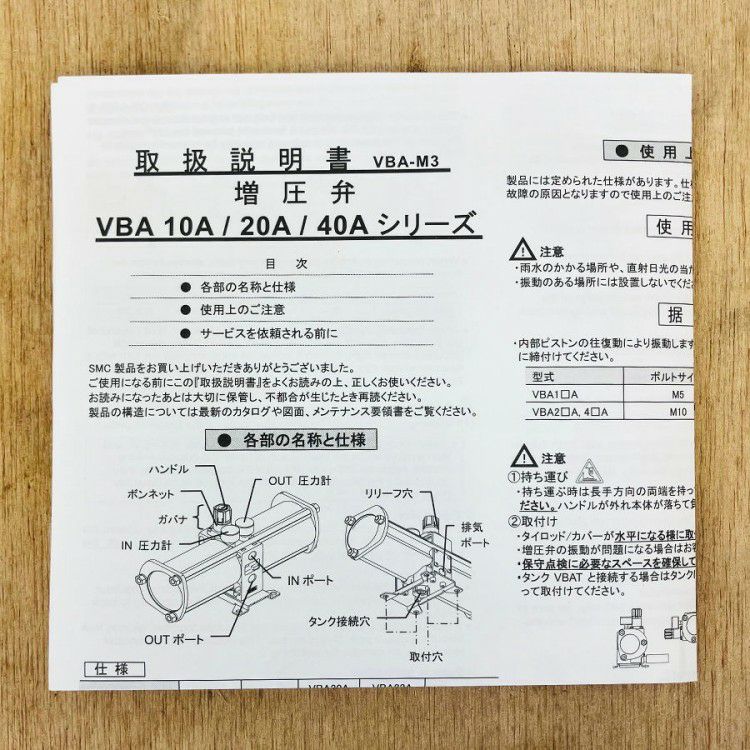 取扱説明書 VBA-M3
増圧弁
VBA 10A / 20A / 40A シリーズ
目次
● 各部の名称と仕様
● 使用上のご注意
● サービスを依頼される前に
SMC 製品をお買い上げいただきありがとうございました。
ご使用になる前にこの『取扱説明書』をよくお読みの上、正しくお使いください。
お読みになったあとは大切に保管し、不都合が生じたとき再読ください。
製品の構造については最新のカタログや図面、メンテナンス要領書をご覧ください。
● 各部の名称と仕様
ハンドル
ボンネット
ガバナ
IN 圧力計
OUT 圧力計
IN ポート
OUT ポート
リリーフ穴
排気
ポート
タンク接続穴
取付穴
仕様
● 使用上
製品には定められた仕様があります。仕
故障の原因となりますので使用上のご注
使用
注意
・雨水のかかる場所や、直射日光の当た
・振動のある場所には設置しないでくだ
据
・内部ピストンの往復動により振動します
に締付けてください。
型式 ボルトサイ
VBA1□A M5
VBA2□A, 4□A M10
注意
①持ち運び
・持ち運ぶ時は長手方向の両端を持っ
ださい。ハンドルが外れ本体が落ちて負
②取付け
・タイロッド/カバーが水平になる様に取
・増圧弁の振動が問題になる場合はお客
・保守点検に必要なスペースを確保して
・タンク VBAT と接続する場合はタンク
って取付けてください。